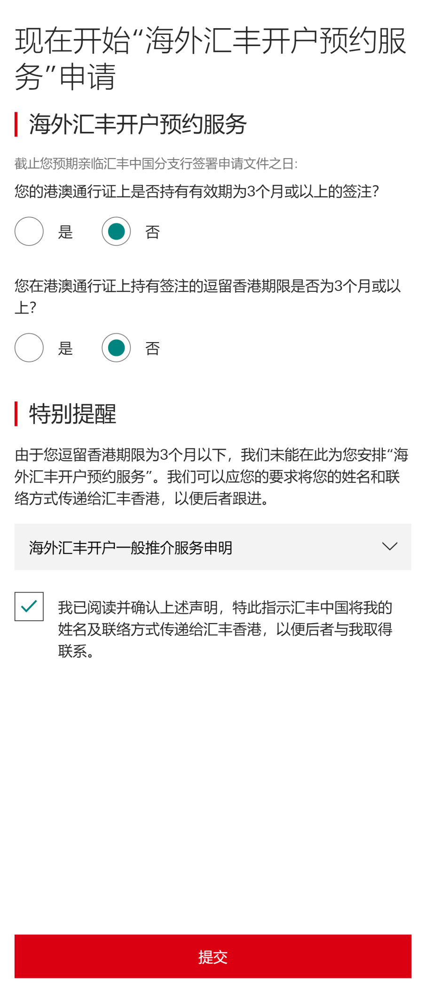 现在开始“海外汇丰开户预约服
务”申请
海外汇丰开户预约服务
截止您预期亲临汇丰中国分支行签署申请文件之日:
您的港澳通行证上是否持有有效期为3个月或以上的签注?
是 否
您在港澳通行证上持有签注的逗留香港期限是否为3个月或以
上?
是 否
特别提醒
由于您逗留香港期限为3个月以下，我们未能在此为您安排“海
外汇丰开户预约服务”。我们可以应您的要求将您的姓名和联
络方式传递给汇丰香港，以便后者跟进。
海外汇丰开户一般推介服务申明
我已阅读并确认上述声明，特此指示汇丰中国将我的
姓名及联络方式传递给汇丰香港，以便后者与我取得
联系。
提交